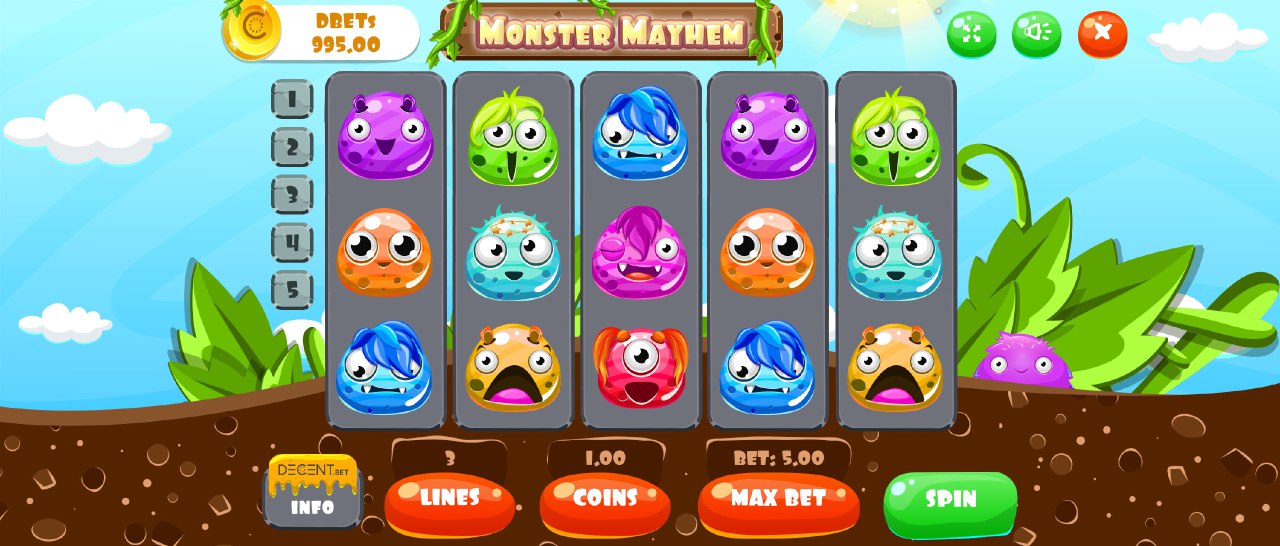 DBETs
995.00
MONSTER MAYHEM
1
2
3
4
5
3
1.00
BET: 5.00
DECENT.BET
INFO
LINES
COINS
MAX BET
SPIN